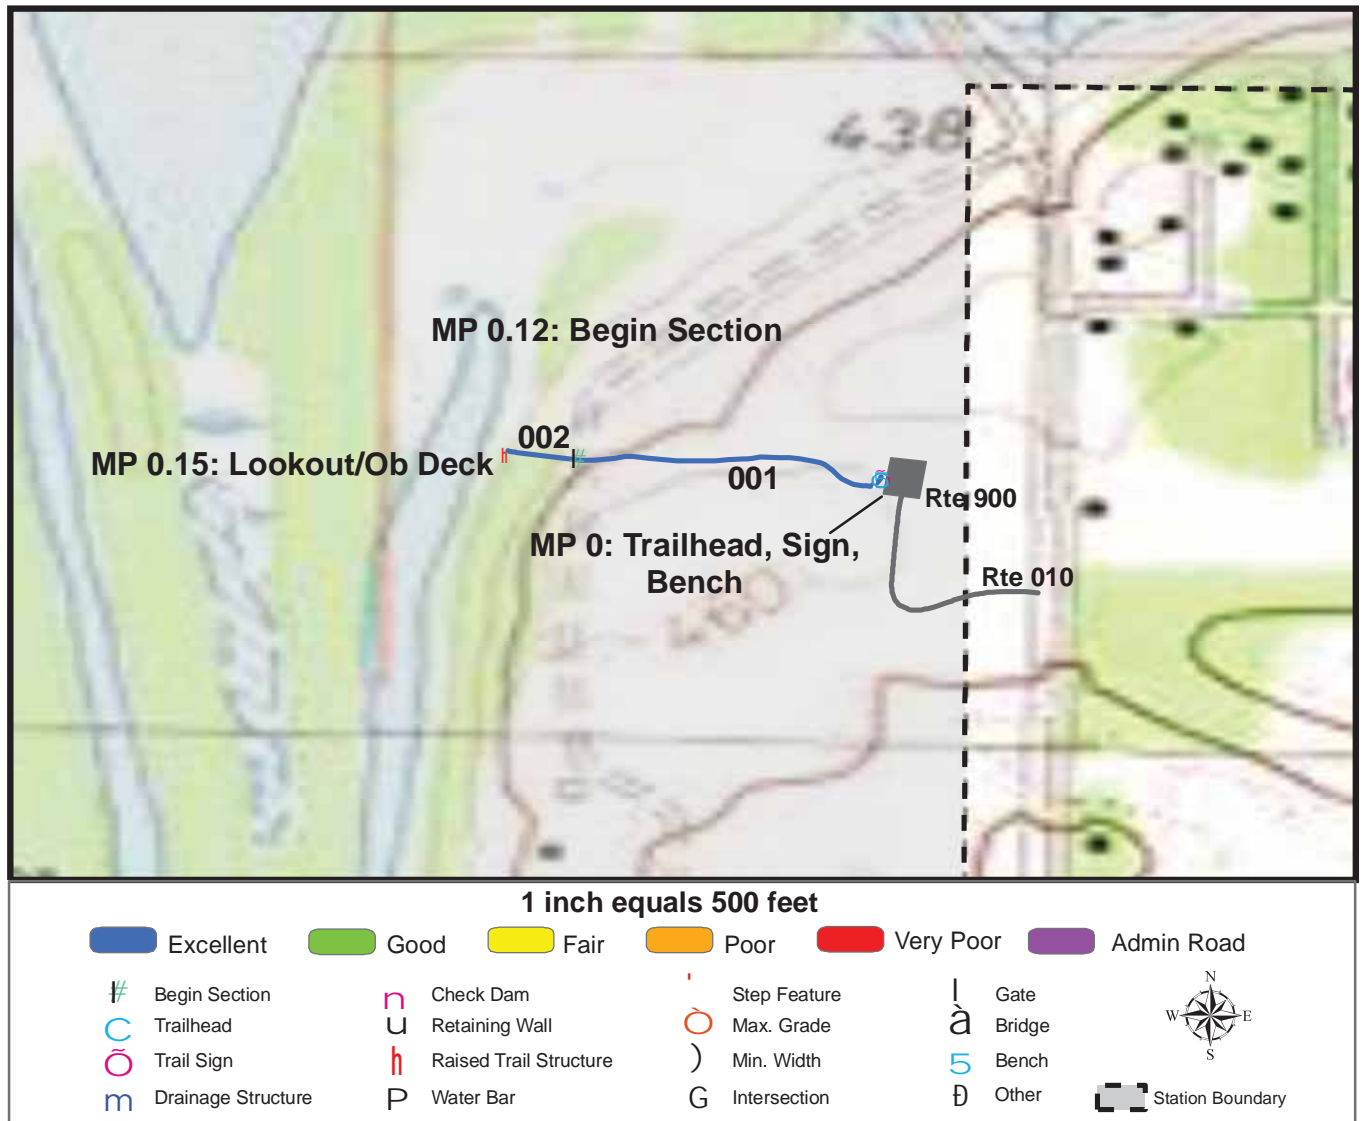 438
MP 0.12: Begin Section
002
MP 0.15: Lookout/Ob Deck
001
Rte 900
MP 0: Trailhead, Sign,
Bench
Rte 010
460
1 inch equals 500 feet
Excellent
Good
Fair
Poor
Very Poor
Admin Road
Begin Section
Check Dam
Step Feature
Gate
Trailhead
Retaining Wall
Max. Grade
Bridge
Trail Sign
Raised Trail Structure
Min. Width
Bench
Drainage Structure
Water Bar
Intersection
Other
Station Boundary
N
W
E
S